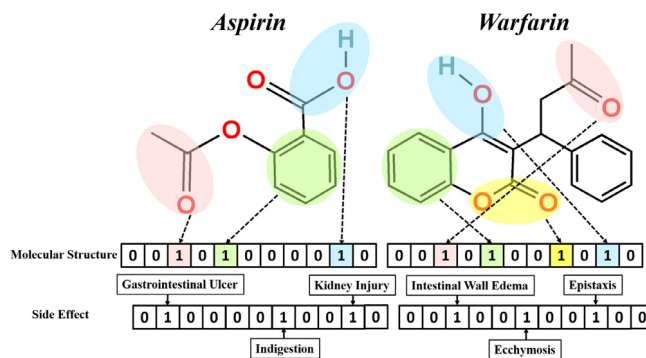 Aspirin Warfarin
H
O
O
O
O
H
O
O
O
O
Molecular Structure 0 0 1 0 1 0 0 0 0 1 0 0 0 1 0 1 0 0 1 0 1 0
Gastrointestinal Ulcer Kidney Injury Intestinal Wall Edema Epistaxis
Side Effect 0 1 0 0 0 0 1 0 0 1 0 0 0 1 0 0 1 0 0 1 0 0
Indigestion Ecchymosis